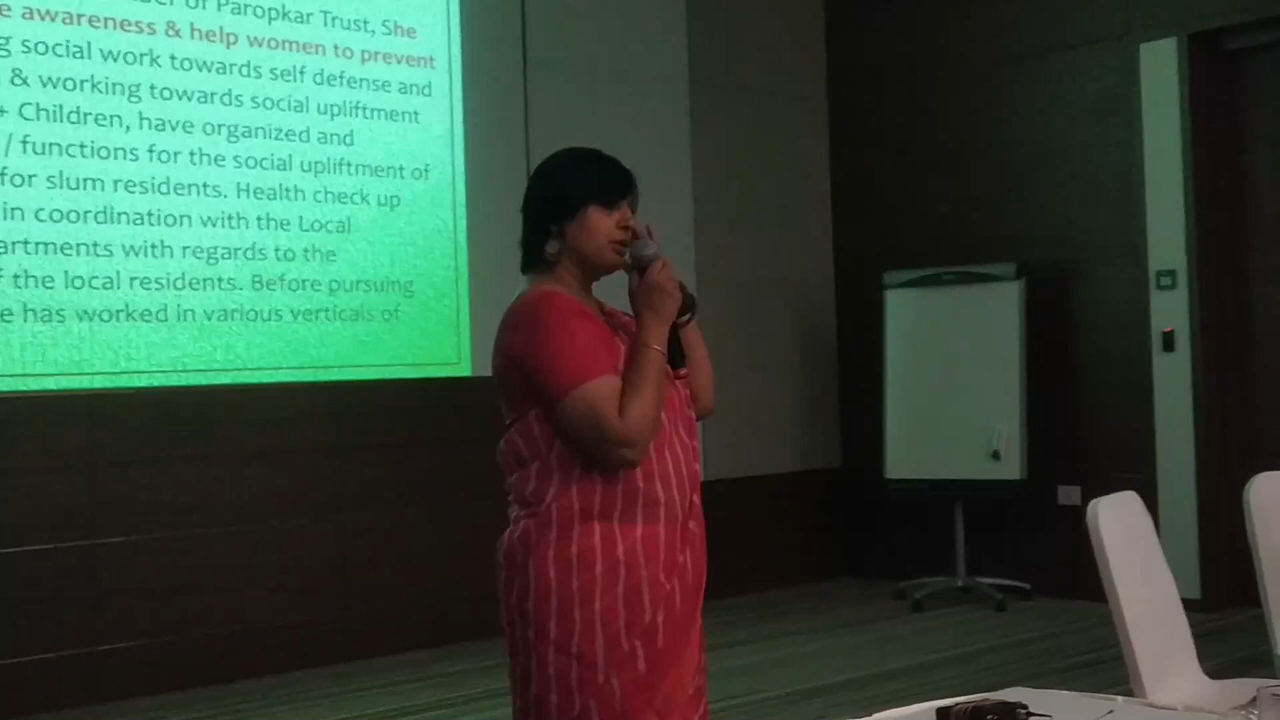 of Paropkar Trust, She
e awareness & help women to prevent
g social work towards self defense and
& working towards social upliftment
+ Children, have organized and
/ functions for the social upliftment of
for slum residents. Health check up
in coordination with the Local
artments with regards to the
f the local residents. Before pursuing
e has worked in various verticals of